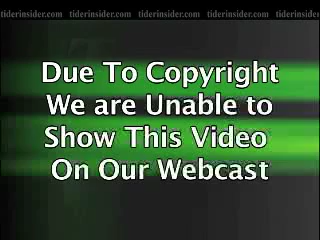 tiderinsider.com tiderinsider.com tiderinsider.com tiderinsider.com
Due To Copyright
We are Unable to
Show This Video
On Our Webcast